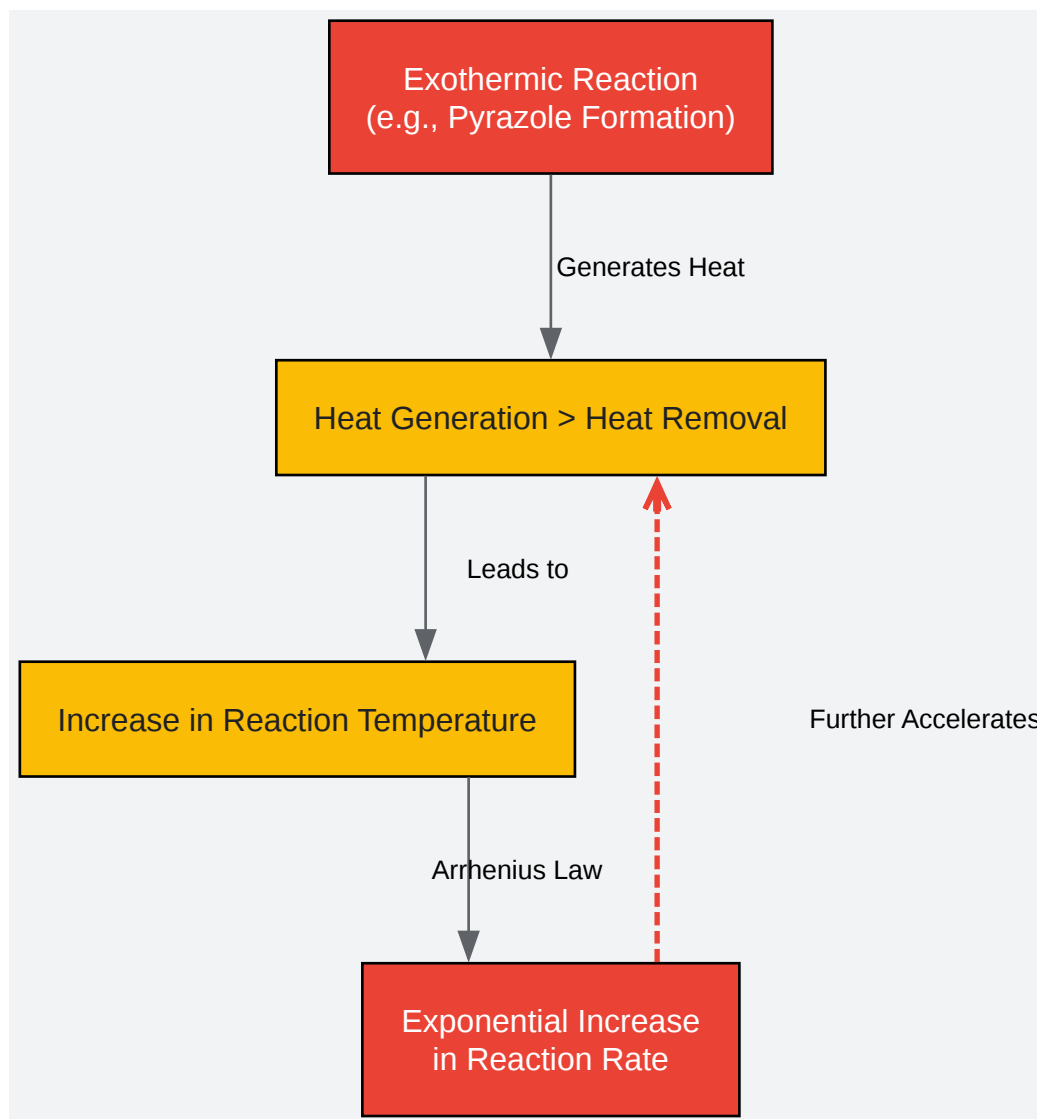 Exothermic Reaction
(e.g., Pyrazole Formation)
Generates Heat
Heat Generation > Heat Removal
Leads to
Increase in Reaction Temperature
Further Accelerates
Arrhenius Law
Exponential Increase
in Reaction Rate